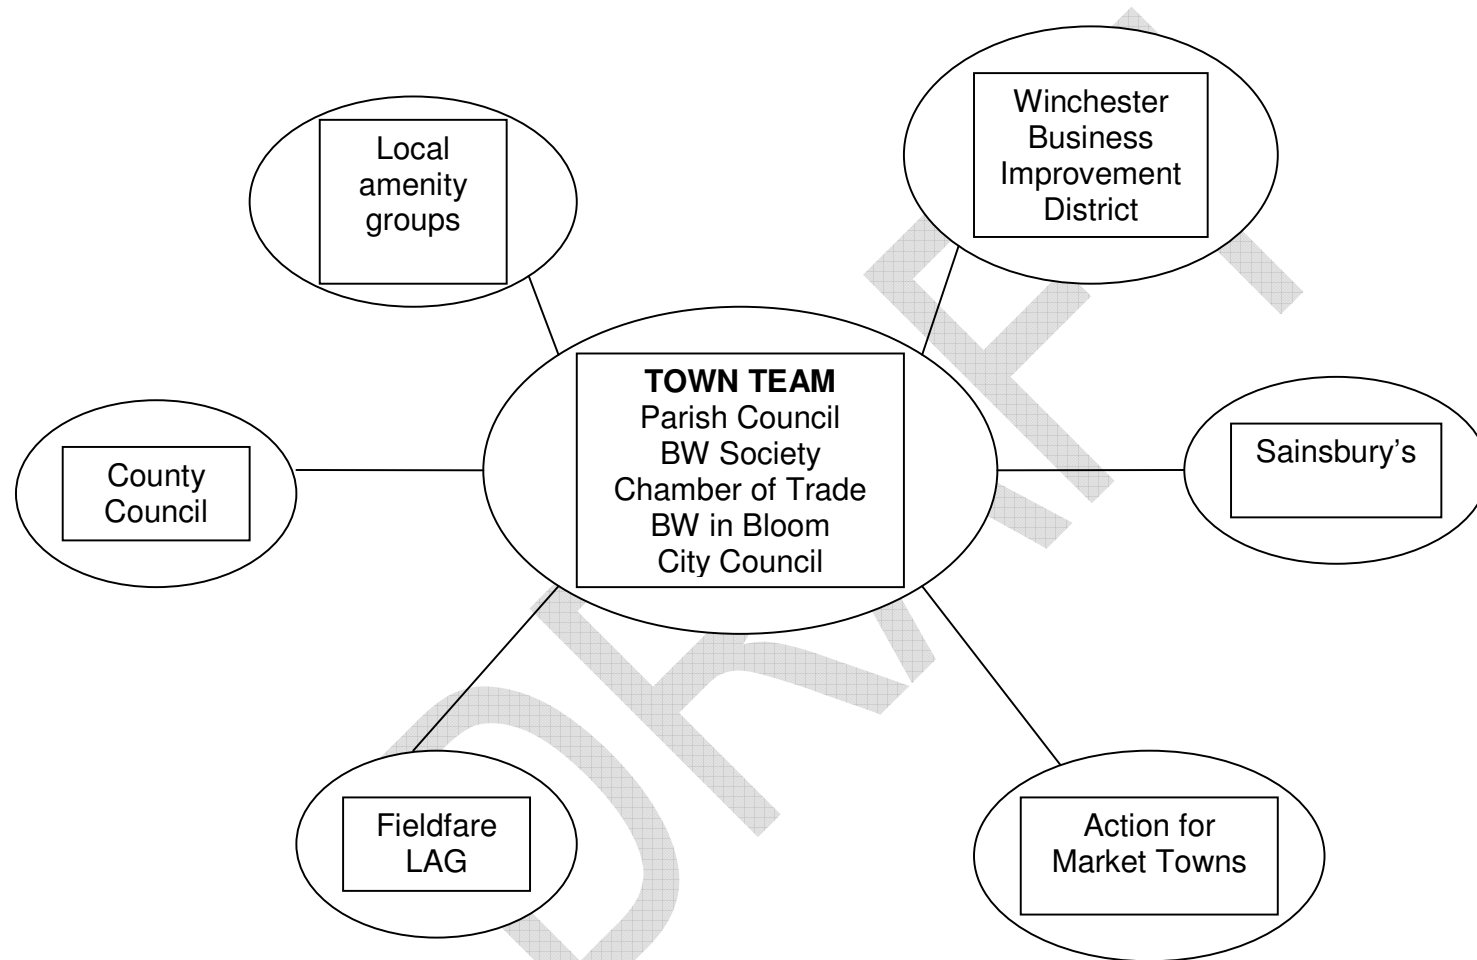 Local
amenity
groups
Winchester
Business
Improvement
District
TOWN TEAM
Parish Council
BW Society
Chamber of Trade
BW in Bloom
City Council
County
Council
Sainsbury’s
Fieldfare
LAG
Action for
Market Towns
DRAFT